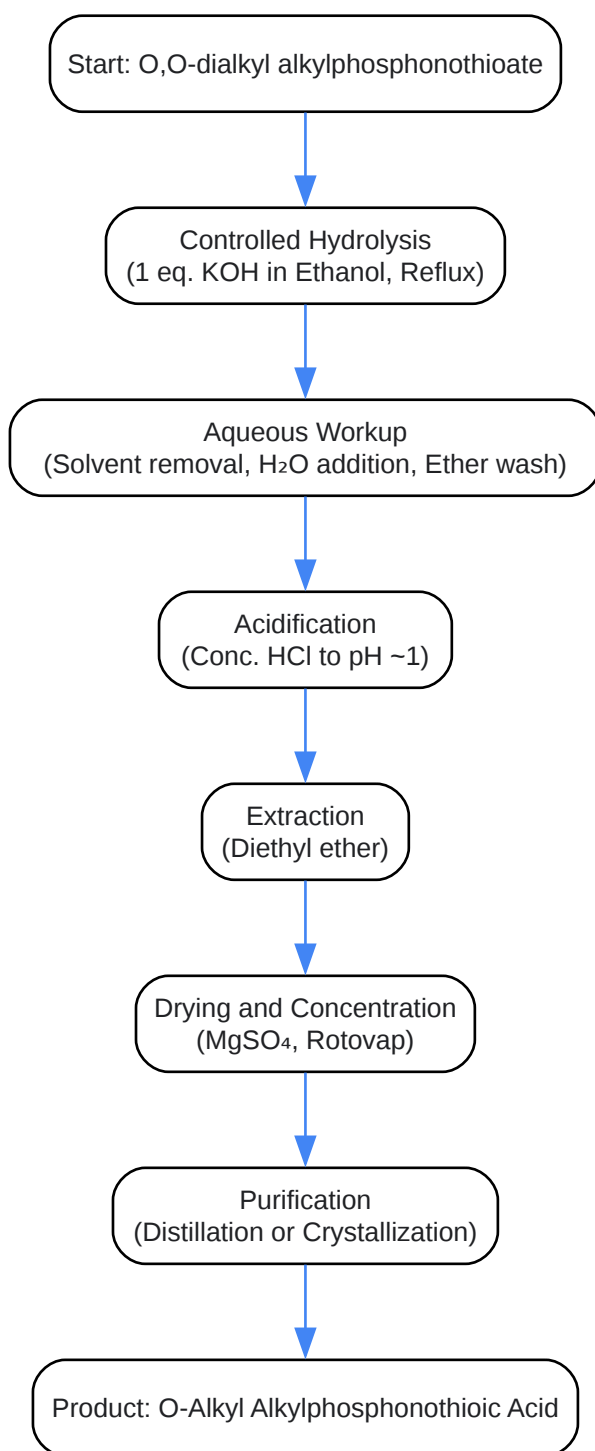 Start: O,O-dialkyl alkylphosphonothioate
Controlled Hydrolysis
(1 eq. KOH in Ethanol, Reflux)
Aqueous Workup
(Solvent removal, H₂O addition, Ether wash)
Acidification
(Conc. HCl to pH ~1)
Extraction
(Diethyl ether)
Drying and Concentration
(MgSO₄, Rotovap)
Purification
(Distillation or Crystallization)
Product: O-Alkyl Alkylphosphonothioic Acid